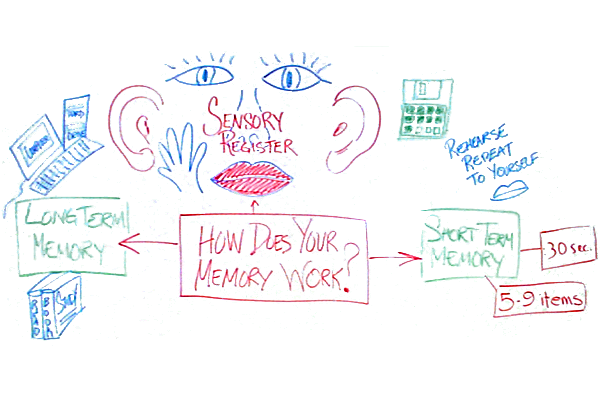 SENSORY
REGISTER
REHEARSE
REPEAT
TO YOURSELF
LONG TERM
MEMORY
HOW DOES YOUR
MEMORY WORK?
SHORT TERM
MEMORY
30 sec.
5-9 items
STUDY